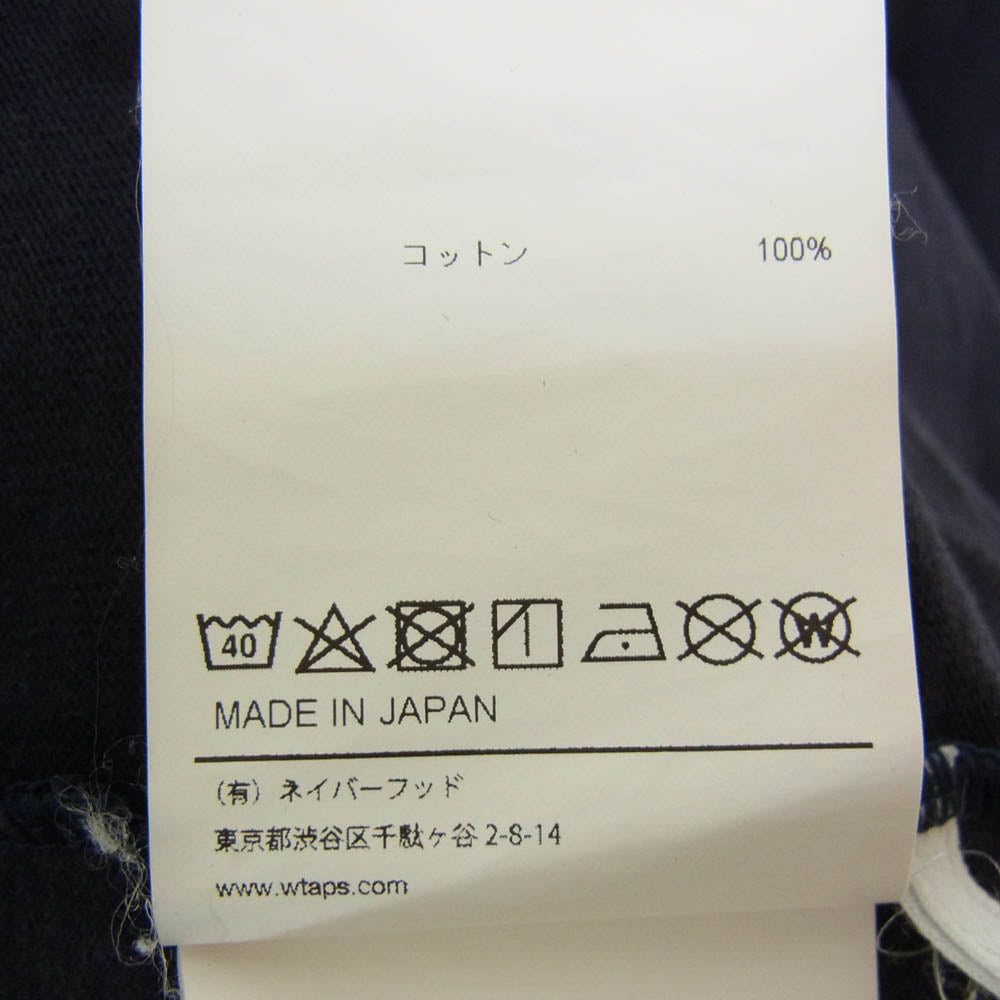 コットン 100%
40 W
MADE IN JAPAN
(有) ネイバーフッド
東京都渋谷区千駄ヶ谷 2-8-14
www.wtaps.com